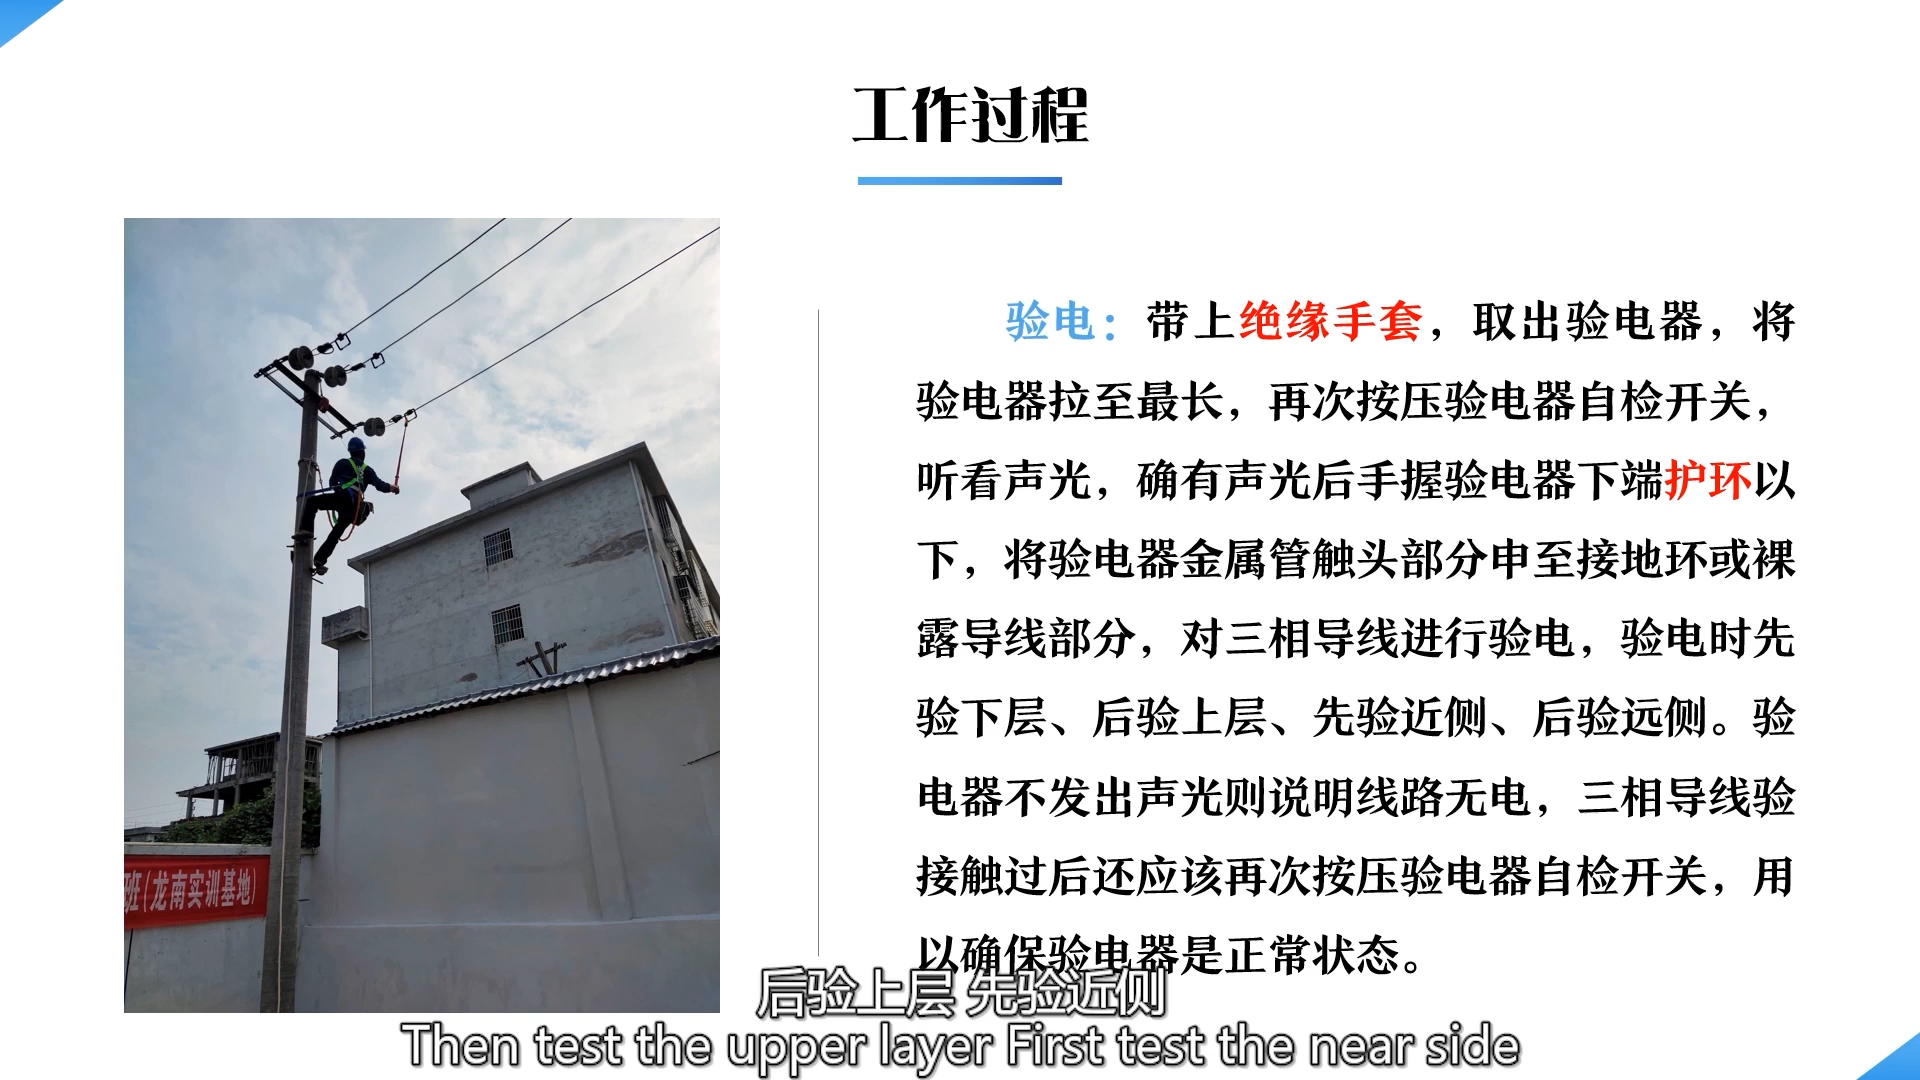 工作过程
验电：带上绝缘手套，取出验电器，将
验电器拉至最长，再次按压验电器自检开关，
听看声光，确有声光后手握验电器下端护环以
下，将验电器金属管触头部分申至接地环或裸
露导线部分，对三相导线进行验电，验电时先
验下层、后验上层、先验近侧、后验远侧。验
电器不发出声光则说明线路无电，三相导线验
接触过后还应该再次按压验电器自检开关，用
以确保验电器是正常状态。
班(龙南实训基地)
后验上层 先验近侧
Then test the upper layer First test the near side